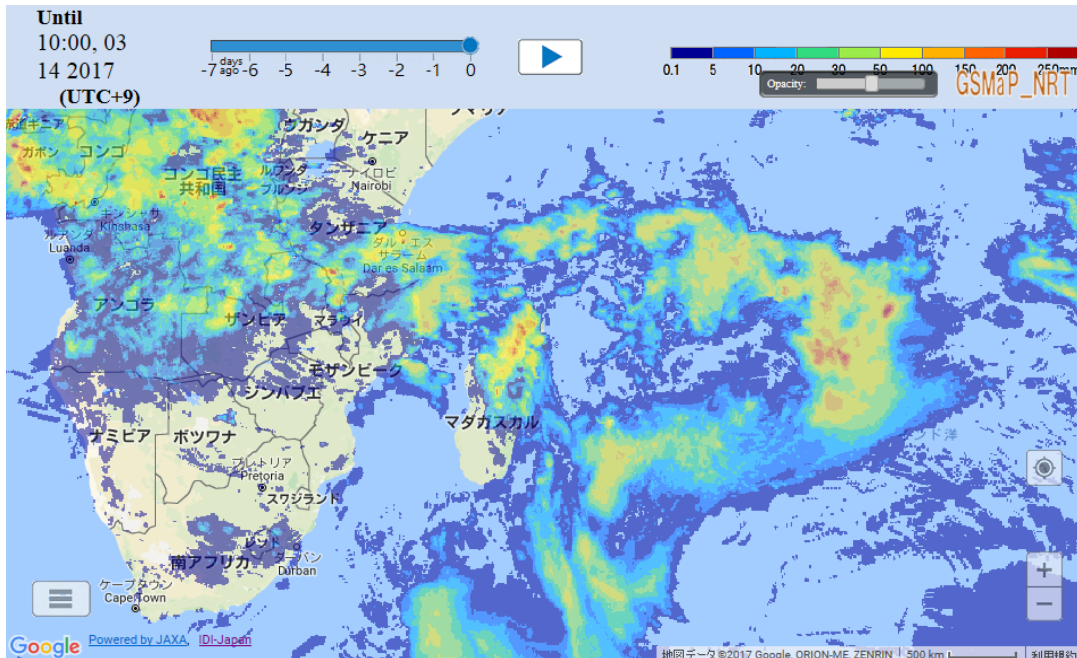 Until
10:00, 03
14 2017
(UTC+9)
-7 days ago -6 -5 -4 -3 -2 -1 0
0.1 5 10 20 30 50 100 150 200 250mm
Opacity:
GSMaP_NRT
ウガンダ
ケニア
ガボン
コンゴ
コンゴ民主
共和国
ルワンダ
ブルンジ
ナイロビ
Nairobi
キンシャサ
Kinshasa
タンザニア
ルアンダ
Luanda
ダル・エス
サラーム
Dar es Salaam
アンゴラ
ザンビア
マラウイ
モザンビーク
ジンバブエ
マダカスカル
ナミビア
ボツワナ
プレトリア
Pretoria
スワジランド
レソト
南アフリカ
ダーバン
Durban
ケープタウン
Cape Town
Google
Powered by JAXA,
IDI-Japan
地図データ ©2017 Google, ORION-ME, ZENRIN
500 km
利用規約